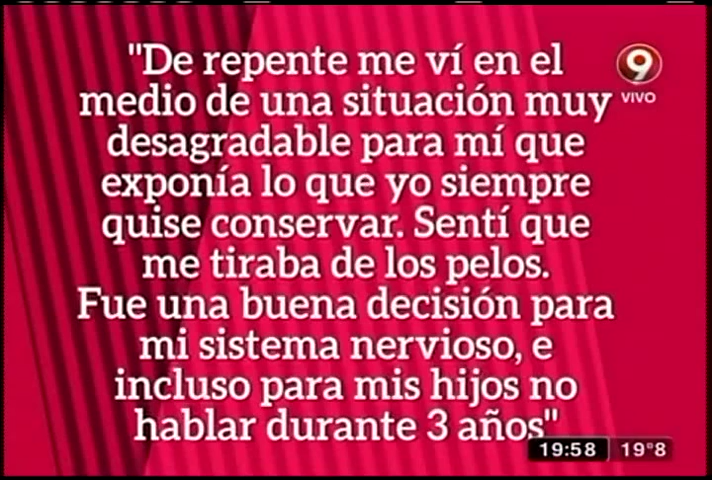 "De repente me ví en el
medio de una situación muy
desagradable para mí que
exponía lo que yo siempre
quise conservar. Sentí que
me tiraba de los pelos.
Fue una buena decisión para
mi sistema nervioso, e
incluso para mis hijos no
hablar durante 3 años"
9
VIVO
19:58 19°8